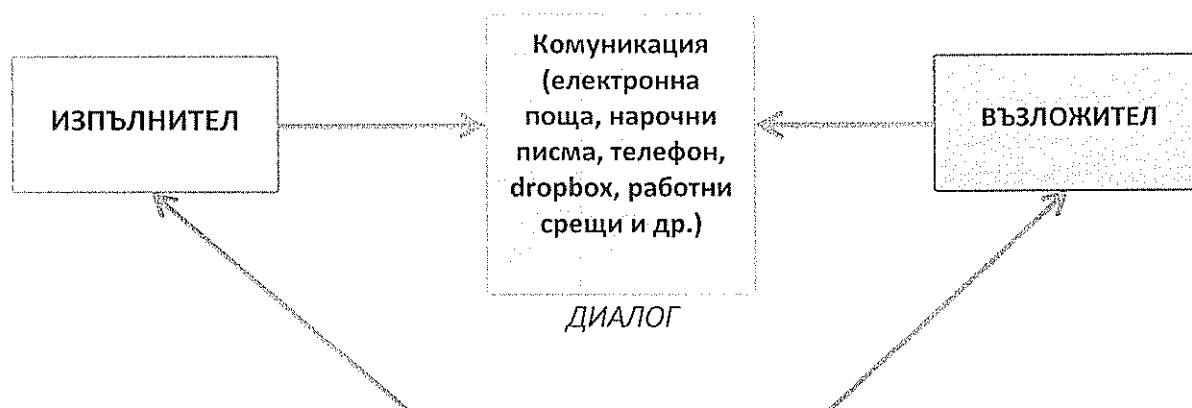 ИЗПЪЛНИТЕЛ
Комуникация
(електронна
поща, нарочни
писма, телефон,
dropbox, работни
срещи и др.)
ВЪЗЛОЖИТЕЛ
ДИАЛОГ